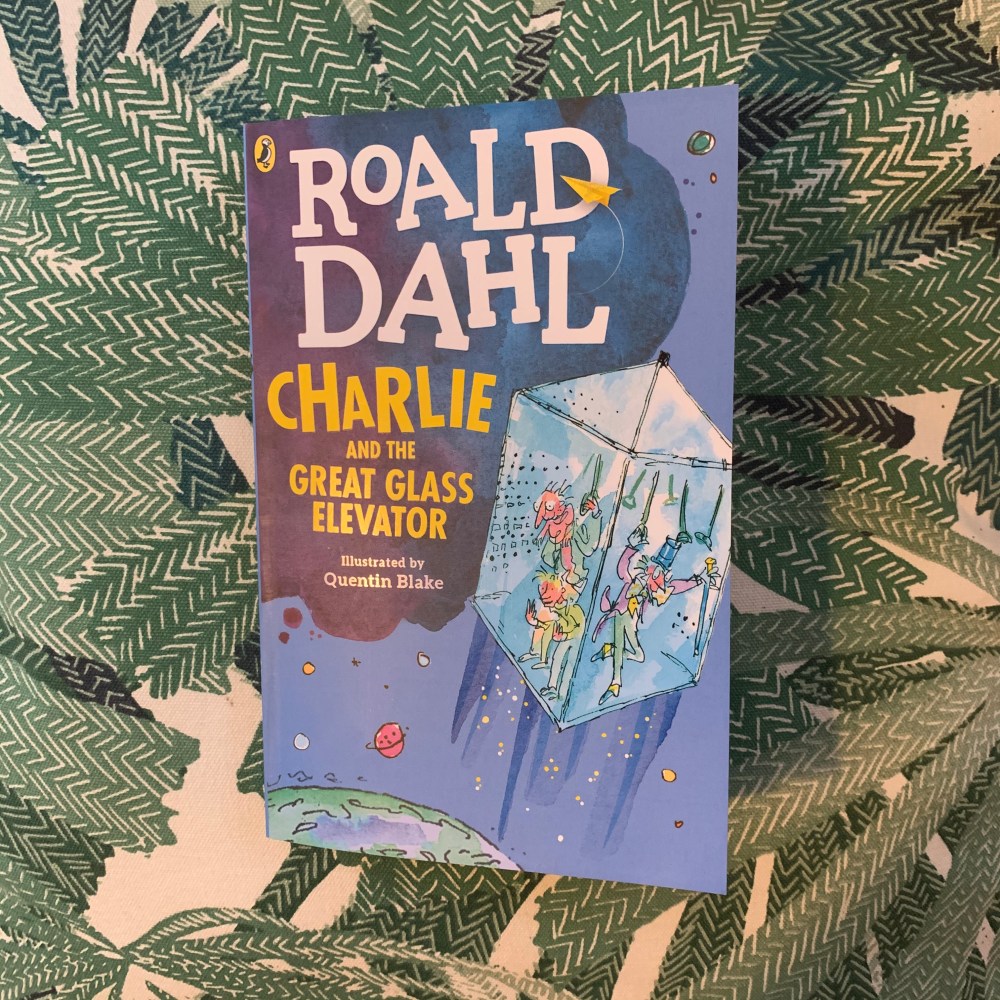 ROALD
DAHL
CHARLIE
AND THE
GREAT GLASS
ELEVATOR
Illustrated by
Quentin Blake